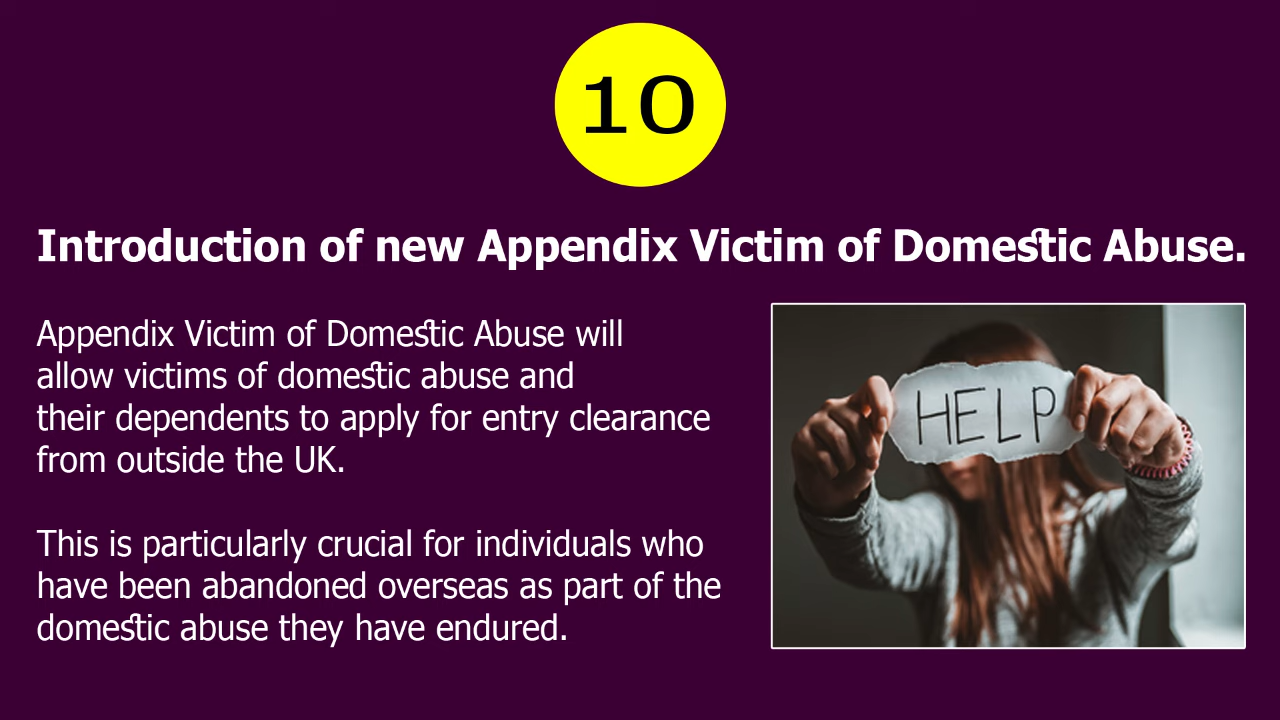 10
Introduction of new Appendix Victim of Domestic Abuse.
Appendix Victim of Domestic Abuse will
allow victims of domestic abuse and
their dependents to apply for entry clearance
from outside the UK.
This is particularly crucial for individuals who
have been abandoned overseas as part of the
domestic abuse they have endured.
HELP